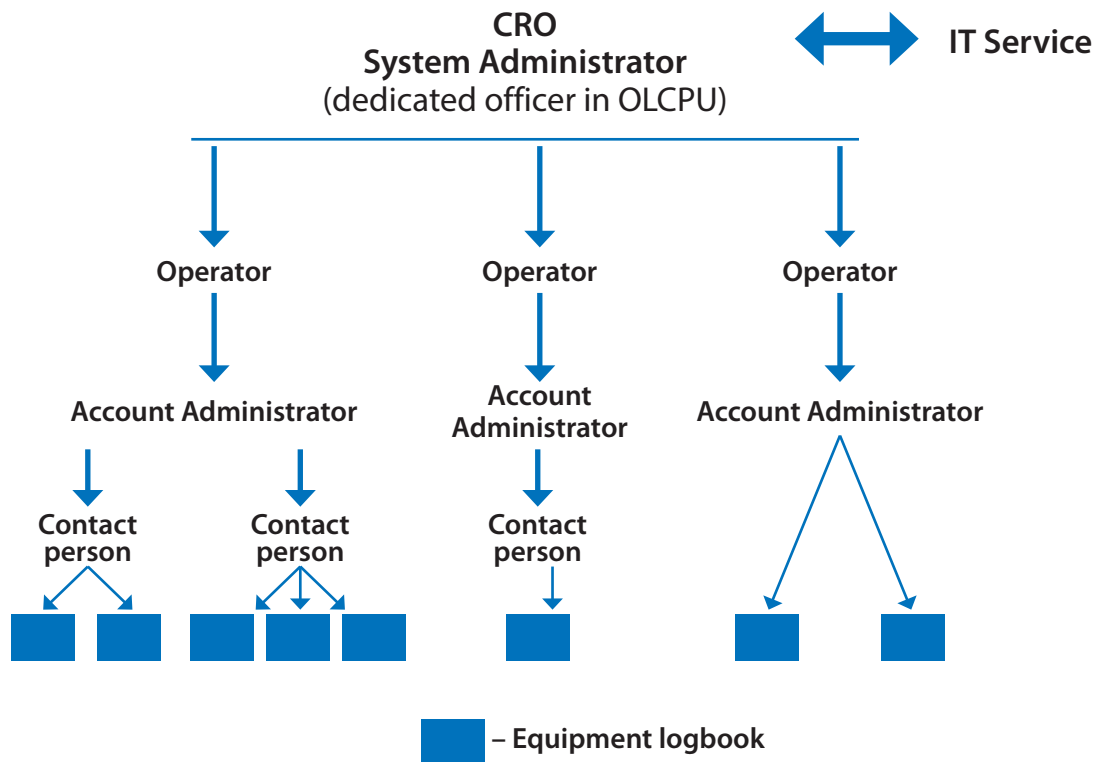 CRO
System Administrator
(dedicated officer in OLCPU)
IT Service
Operator
Operator
Operator
Account Administrator
Account
Administrator
Account Administrator
Contact
person
Contact
person
Contact
person
– Equipment logbook